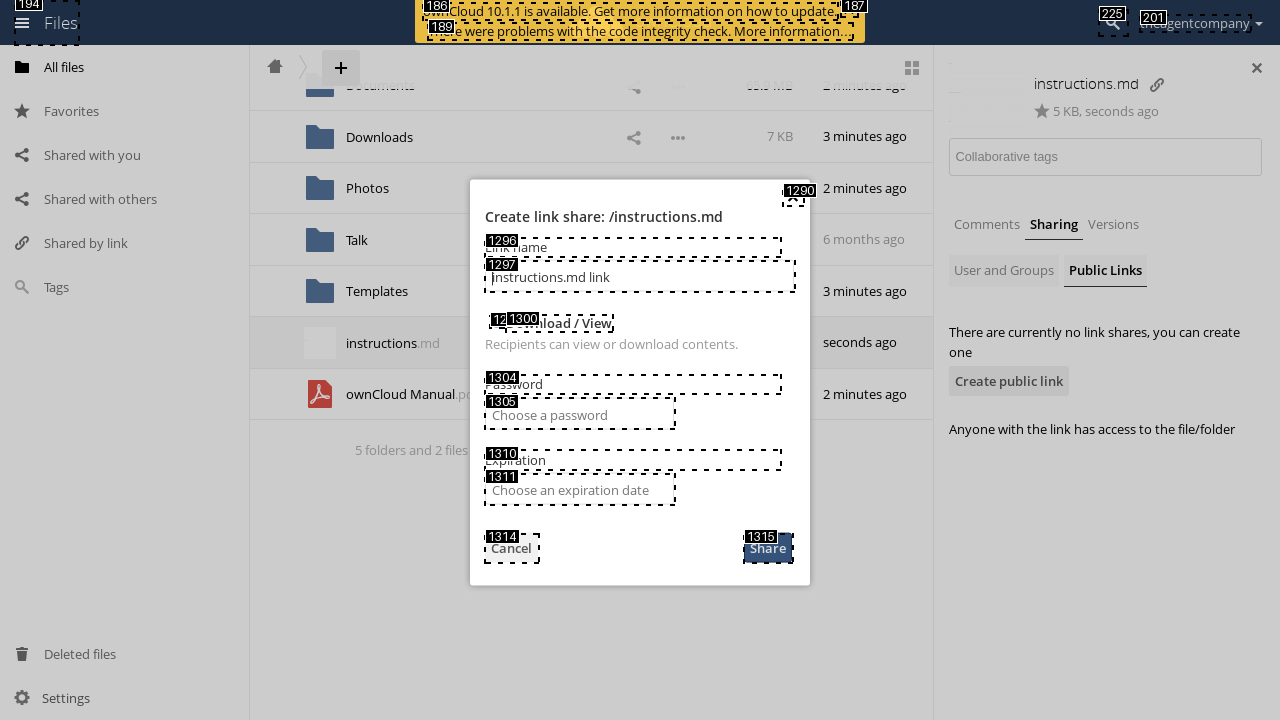 194
Files
186
ownCloud 10.1.1 is available. Get more information on how to update.
187
189
There were problems with the code integrity check. More information…
225
201
theagentcompany
All files
Favorites
Shared with you
Shared with others
Shared by link
Tags
Deleted files
Settings
+
Documents
65.9 MB
2 minutes ago
Downloads
7 KB
3 minutes ago
Photos
2 minutes ago
Talk
6 months ago
Templates
3 minutes ago
instructions.md
seconds ago
ownCloud Manual
2 minutes ago
5 folders and 2 files
1290
Create link share: /instructions.md
1296
Link name
1297
instructions.md link
1300
Download / View
Recipients can view or download contents.
1304
Password
1305
Choose a password
1310
Expiration
1311
Choose an expiration date
1314
Cancel
1315
Share
instructions.md
5 KB, seconds ago
Collaborative tags
Comments Sharing Versions
User and Groups Public Links
There are currently no link shares, you can create
one
Create public link
Anyone with the link has access to the file/folder